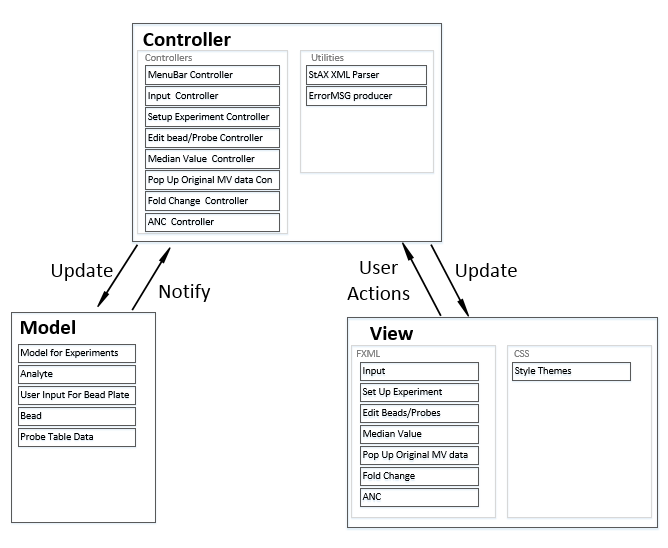 Controller
Controllers
MenuBar Controller
Input Controller
Setup Experiment Controller
Edit bead/Probe Controller
Median Value Controller
Pop Up Original MV data Con
Fold Change Controller
ANC Controller
Utilities
StAX XML Parser
ErrorMSG producer
Update
Notify
User
Actions
Update
Model
Model for Experiments
Analyte
User Input For Bead Plate
Bead
Probe Table Data
View
FXML
Input
Set Up Experiment
Edit Beads/Probes
Median Value
Pop Up Original MV data
Fold Change
ANC
CSS
Style Themes